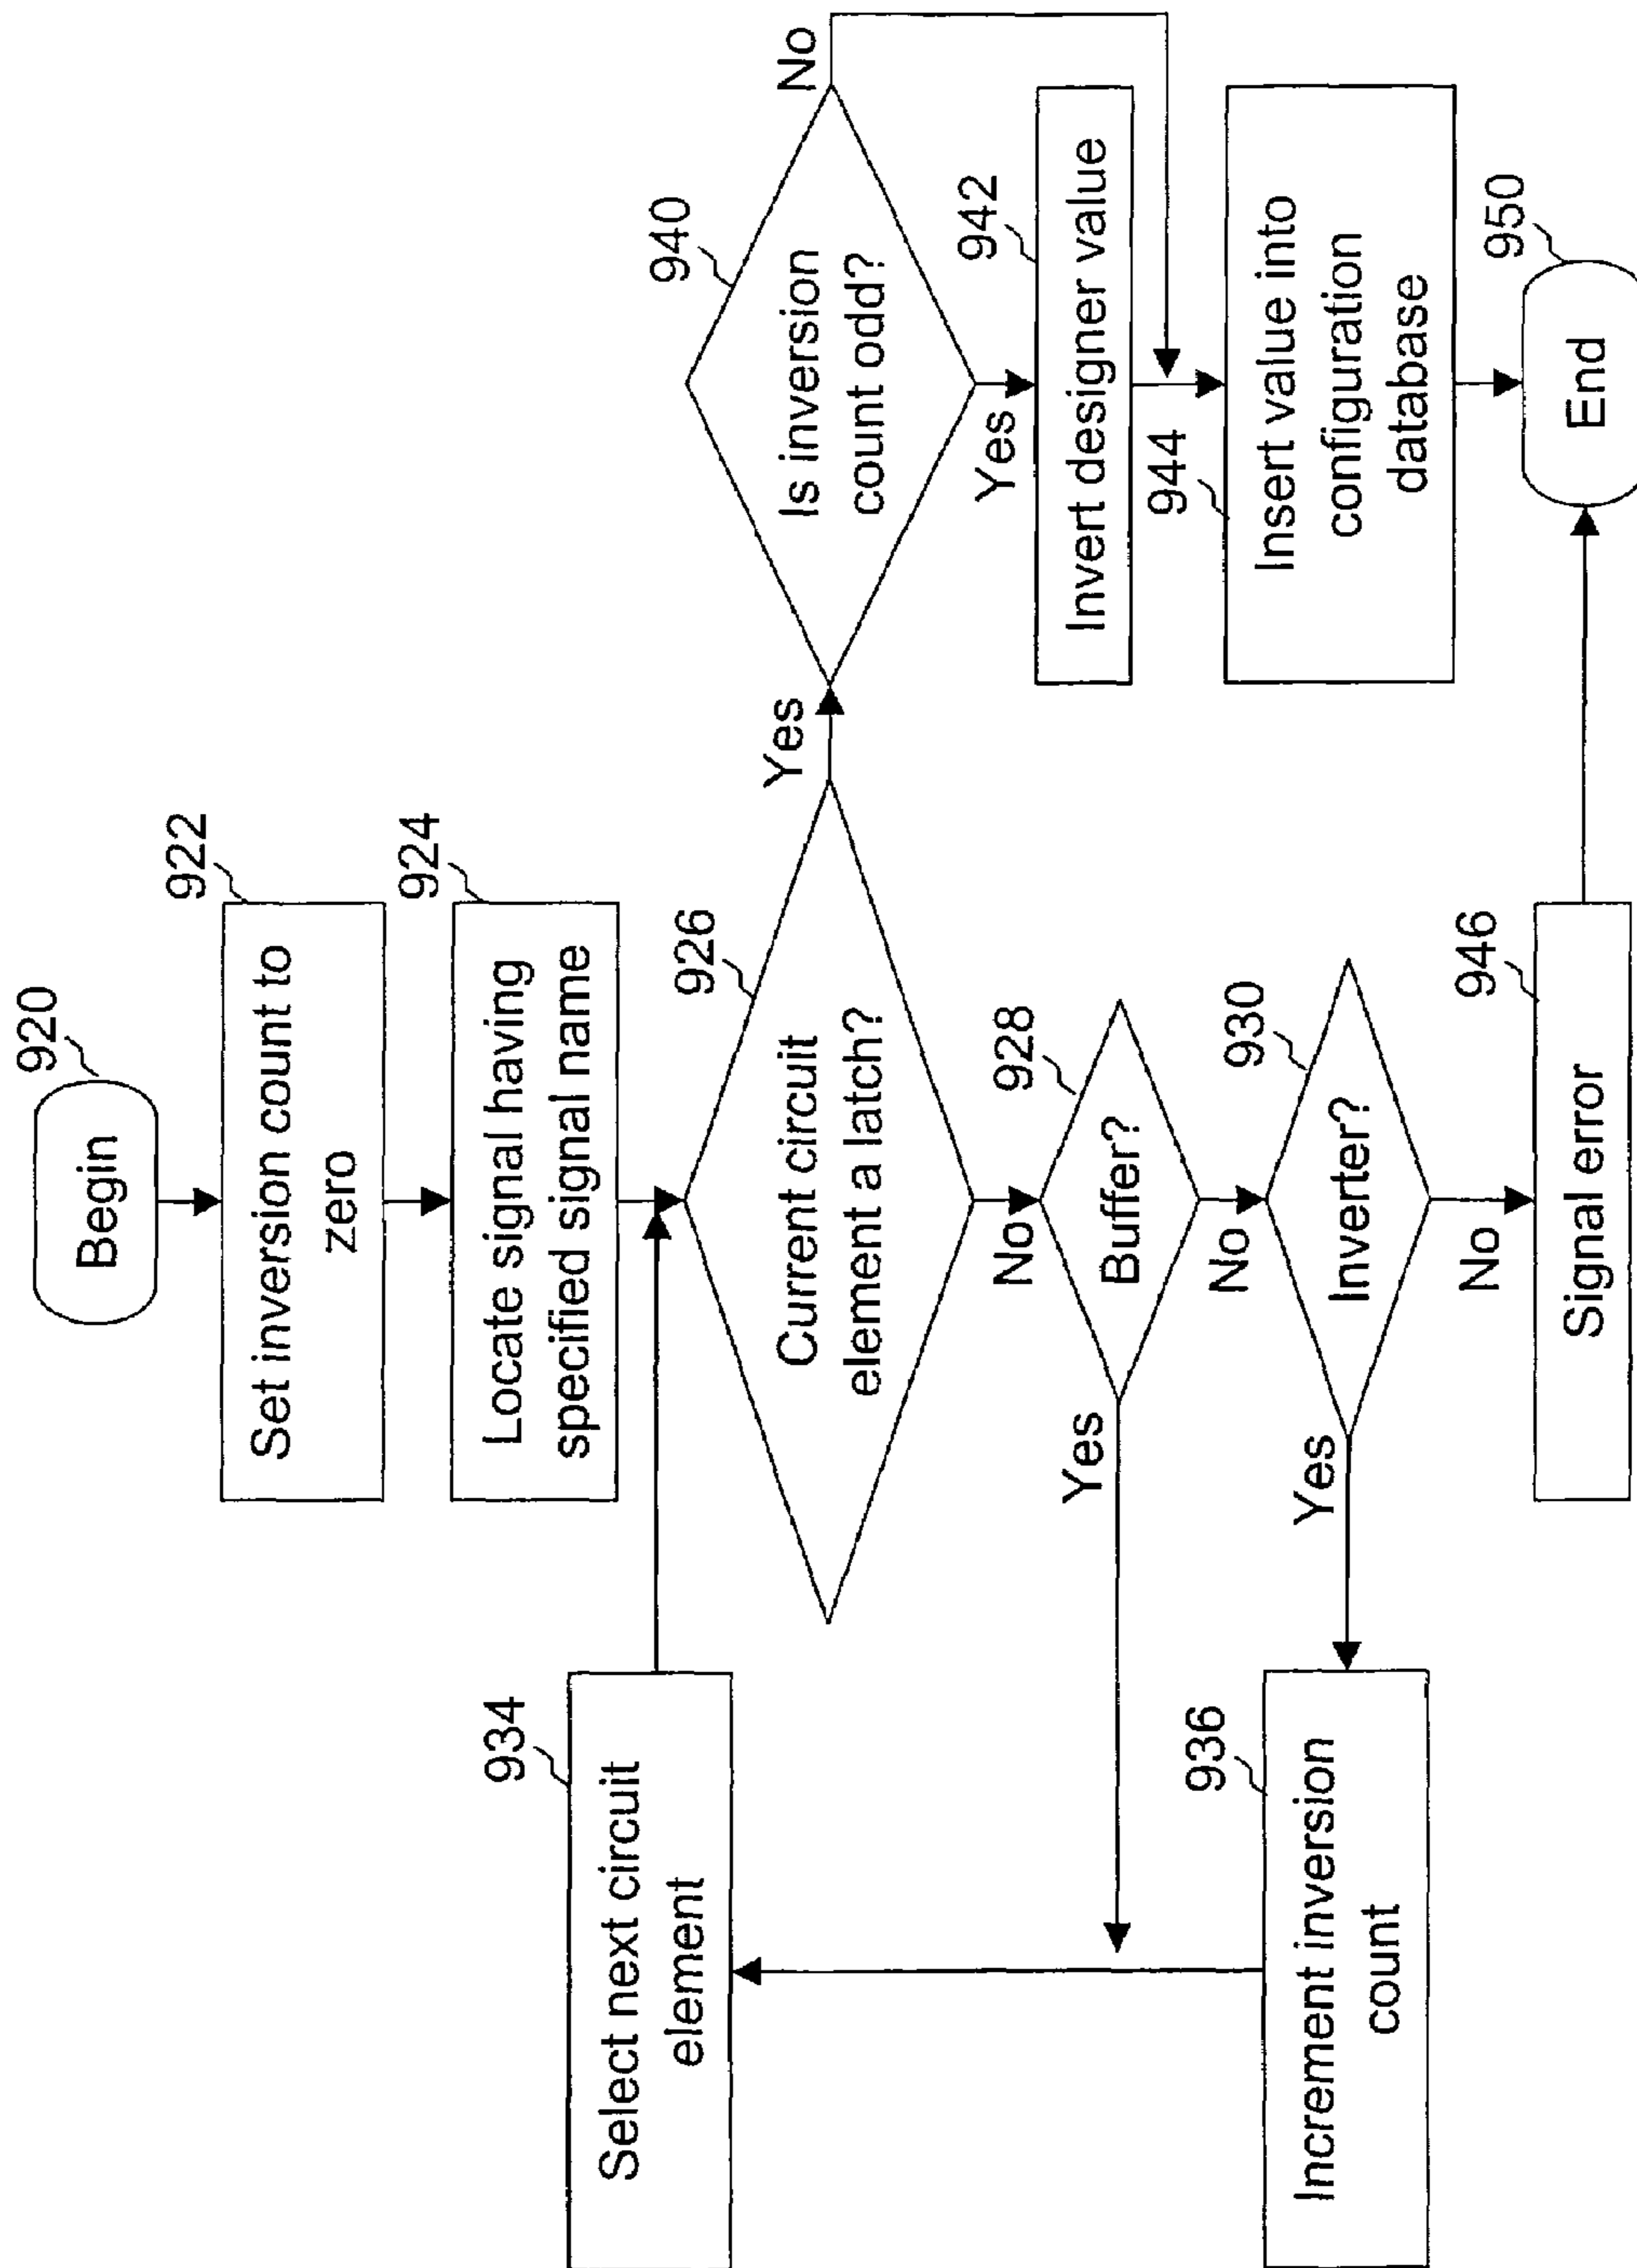 920
Begin
922
Set inversion count to
zero
924
Locate signal having
specified signal name
934
Select next circuit
element
926
Current circuit
element a latch?
Yes
No
940
Is inversion
count odd?
No
Yes
928
Buffer?
Yes
No
942
Invert designer value
930
Inverter?
Yes
No
936
Increment inversion
count
944
Insert value into
configuration
database
946
Signal error
950
End